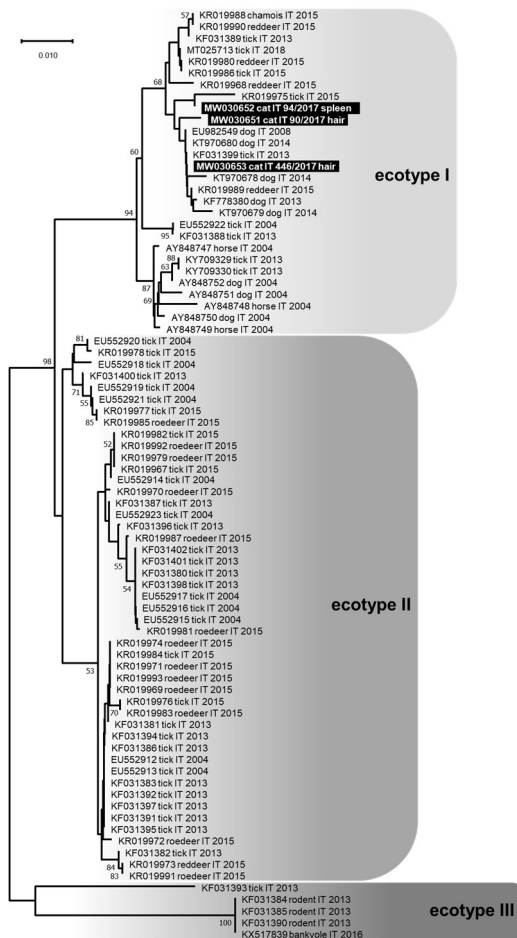 KR019988 chamois IT 2015
KR019990 reddeer IT 2015
KF031389 tick IT 2013
MT025713 tick IT 2018
KR019980 reddeer IT 2015
KR019986 tick IT 2015
KR019968 reddeer IT 2015
KR019975 tick IT 2015
MW030652 cat IT 94/2017 spleen
MW030651 cat IT 90/2017 hair
EU982549 dog IT 2008
KT970680 dog IT 2014
KF031399 tick IT 2013
MW030653 cat IT 446/2017 hair
KT970678 dog IT 2014
KR019989 reddeer IT 2015
KF778380 dog IT 2013
KT970679 dog IT 2014
EU552922 tick IT 2004
KF031388 tick IT 2013
AY848747 horse IT 2004
KY709329 tick IT 2013
KY709330 tick IT 2013
AY848752 dog IT 2004
AY848751 dog IT 2004
AY848748 horse IT 2004
AY848750 dog IT 2004
AY848749 horse IT 2004
EU552920 tick IT 2004
KR019978 tick IT 2015
EU552918 tick IT 2004
KF031400 tick IT 2013
EU552919 tick IT 2004
EU552921 tick IT 2004
KR019977 tick IT 2015
KR019985 roedeer IT 2015
KR019982 tick IT 2015
KR019992 roedeer IT 2015
KR019979 roedeer IT 2015
KR019967 tick IT 2015
EU552914 tick IT 2004
KR019970 roedeer IT 2015
KF031387 tick IT 2013
EU552923 tick IT 2004
KF031396 tick IT 2013
KR019987 roedeer IT 2015
KF031402 tick IT 2013
KF031401 tick IT 2013
KF031380 tick IT 2013
KF031398 tick IT 2013
EU552917 tick IT 2004
EU552916 tick IT 2004
EU552915 tick IT 2004
KR019981 roedeer IT 2015
KR019974 roedeer IT 2015
KR019984 tick IT 2015
KR019971 roedeer IT 2015
KR019993 roedeer IT 2015
KR019969 roedeer IT 2015
KR019976 tick IT 2015
KR019983 roedeer IT 2015
KF031381 tick IT 2013
KF031394 tick IT 2013
KF031386 tick IT 2013
EU552912 tick IT 2004
EU552913 tick IT 2004
KF031383 tick IT 2013
KF031392 tick IT 2013
KF031397 tick IT 2013
KF031391 tick IT 2013
KF031395 tick IT 2013
KR019972 roedeer IT 2015
KF031382 tick IT 2013
KR019973 reddeer IT 2015
KR019991 roedeer IT 2015
KF031393 tick IT 2013
KF031384 rodent IT 2013
KF031385 rodent IT 2013
KF031390 rodent IT 2013
KX517839 bankvole IT 2016
ecotype I
ecotype II
ecotype III
0.010
57
68
60
94
95
88
63
87
69
98
81
71
55
85
52
55
54
53
70
84
83
100